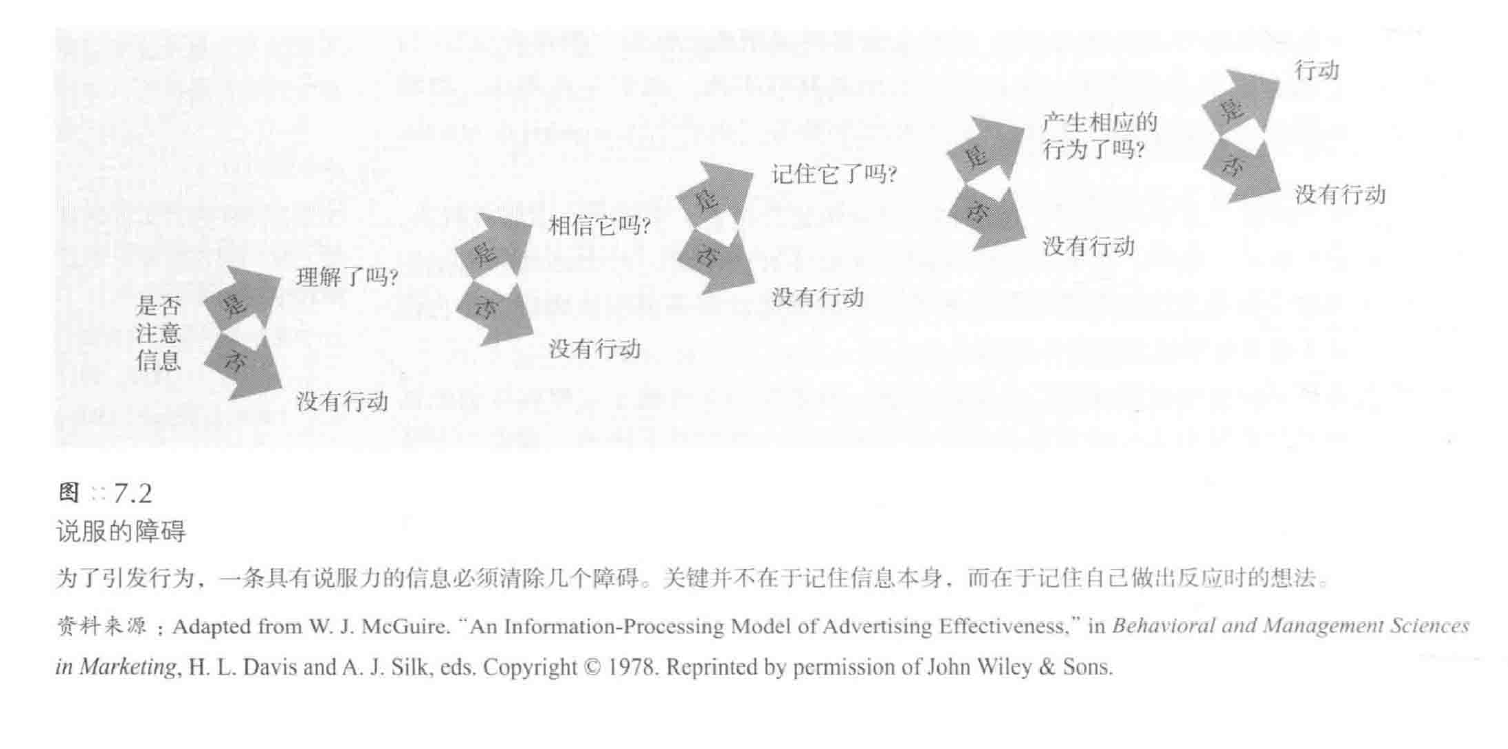 是否
注意
信息
是
否
理解了吗?
没有行动
是
否
相信它吗?
没有行动
是
否
记住它了吗?
没有行动
是
否
产生相应的
行为了吗?
没有行动
是
否
行动
没有行动
图 :: 7.2
说服的障碍
为了引发行为，一条具有说服力的信息必须清除几个障碍。关键并不在于记住信息本身，而在于记住自己做出反应时的想法。
资料来源：Adapted from W. J. McGuire. “An Information-Processing Model of Advertising Effectiveness,” in Behavioral and Management Sciences
in Marketing, H. L. Davis and A. J. Silk, eds. Copyright © 1978. Reprinted by permission of John Wiley & Sons.